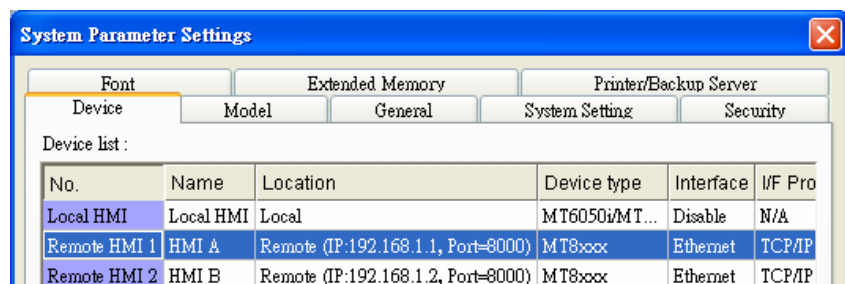 System Parameter Settings
Font Extended Memory Printer/Backup Server
Device Model General System Setting Security
Device list :
No. Name Location Device type Interface I/F Pro
Local HMI Local HMI Local MT6050i/MT... Disable N/A
Remote HMI 1 HMI A Remote (IP:192.168.1.1, Port=8000) MT8xxx Ethernet TCP/IP
Remote HMI 2 HMI B Remote (IP:192.168.1.2, Port=8000) MT8xxx Ethernet TCP/IP